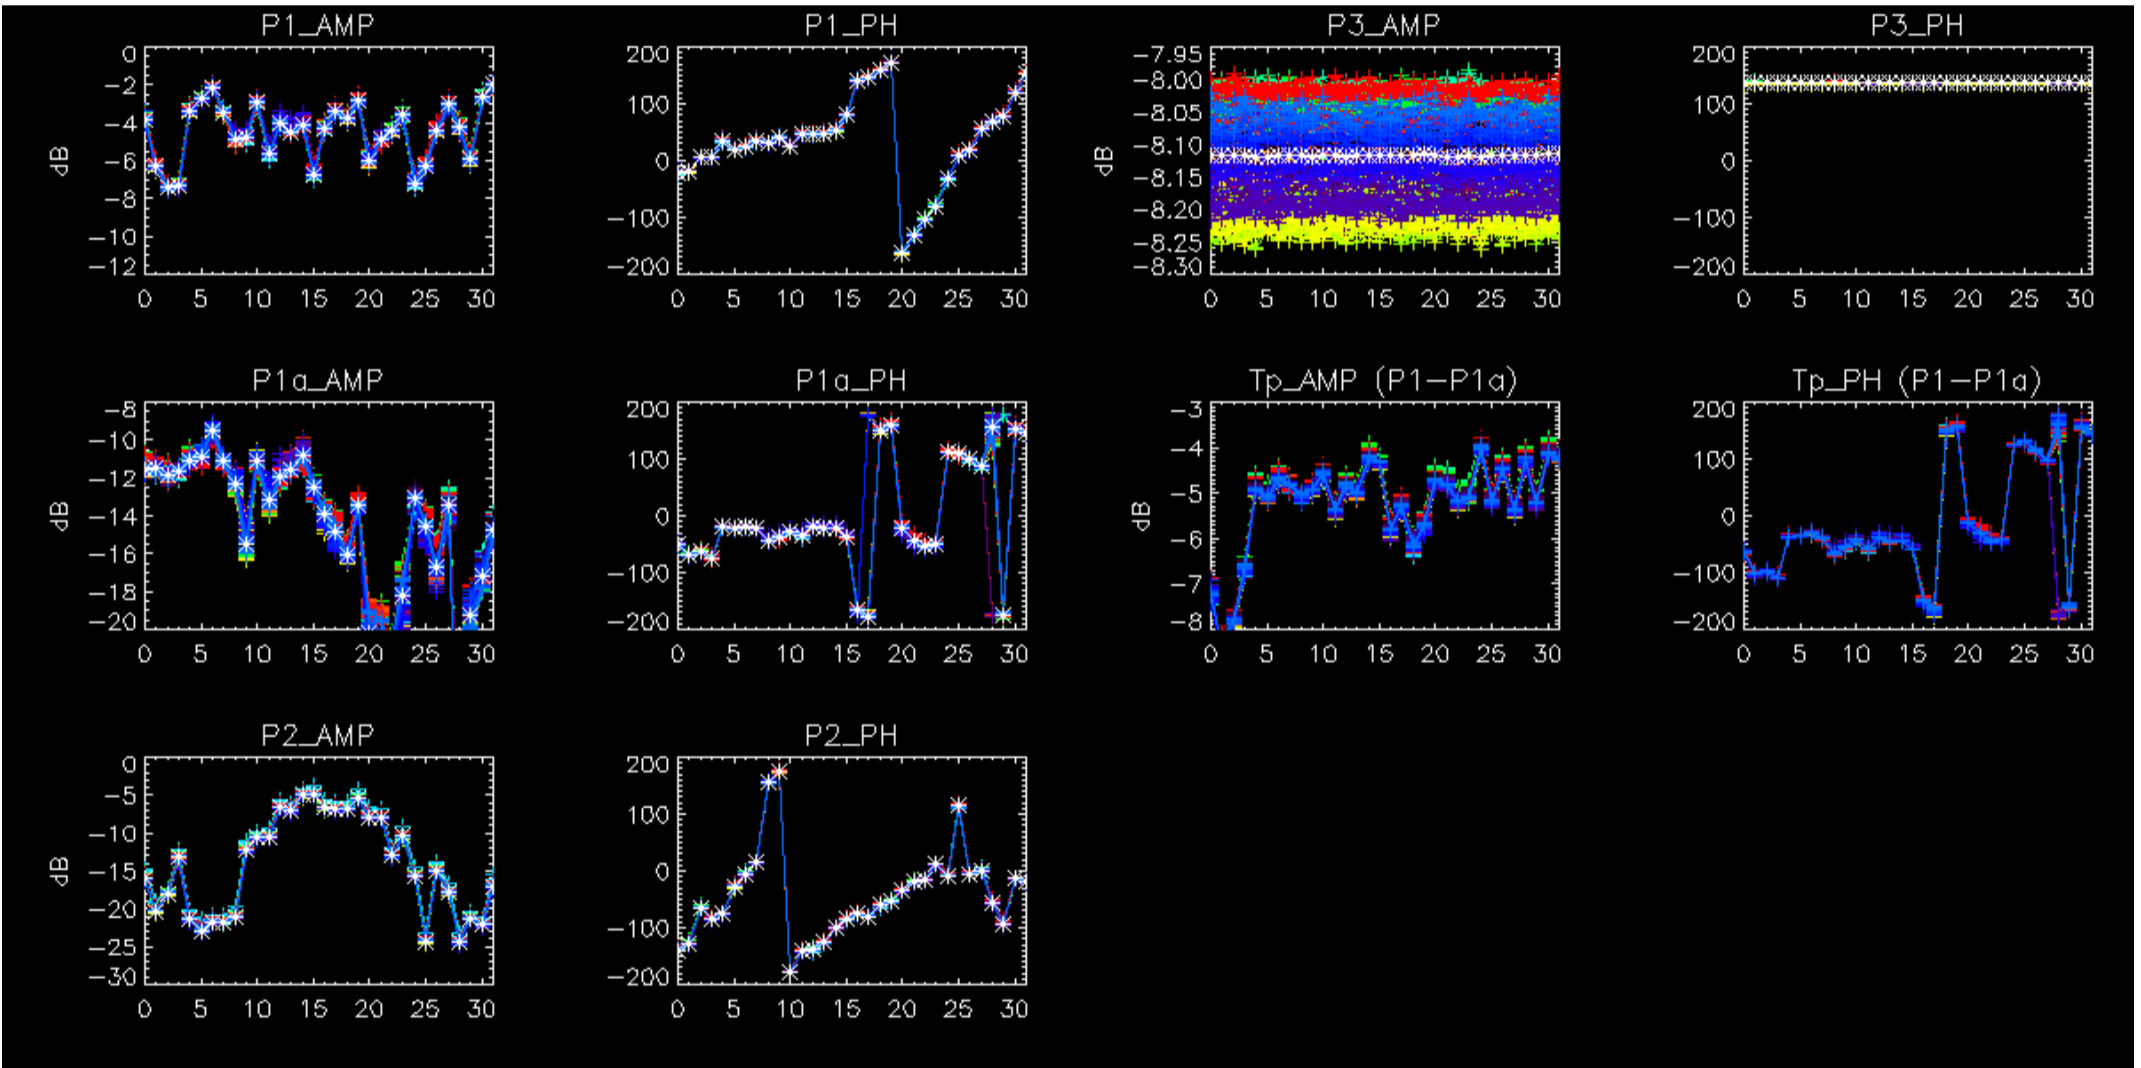 P1_AMP
P1_PH
P3_AMP
P3_PH
dB
0
−2
−4
−6
−8
−10
−12
0 5 10 15 20 25 30
200
100
0
−100
−200
0 5 10 15 20 25 30
dB
−7.95
−8.00
−8.05
−8.10
−8.15
−8.20
−8.25
−8.30
0 5 10 15 20 25 30
200
100
0
−100
−200
0 5 10 15 20 25 30
P1a_AMP
P1a_PH
Tp_AMP (P1−P1a)
Tp_PH (P1−P1a)
dB
−8
−10
−12
−14
−16
−18
−20
0 5 10 15 20 25 30
200
100
0
−100
−200
0 5 10 15 20 25 30
dB
−3
−4
−5
−6
−7
−8
0 5 10 15 20 25 30
200
100
0
−100
−200
0 5 10 15 20 25 30
P2_AMP
P2_PH
dB
0
−5
−10
−15
−20
−25
−30
0 5 10 15 20 25 30
200
100
0
−100
−200
0 5 10 15 20 25 30